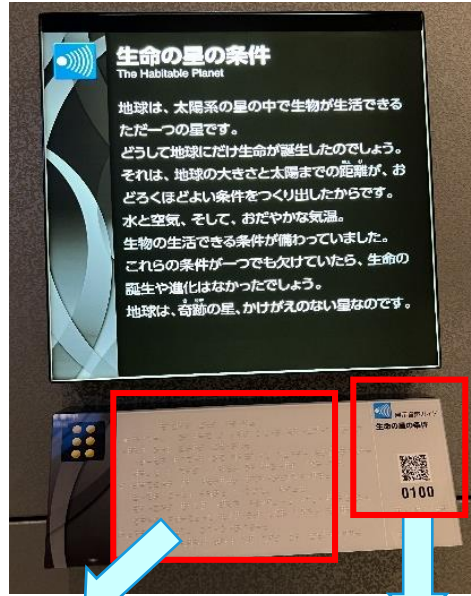 生命の星の条件
The Habitable Planet
地球は、太陽系の星の中で生物が生活できる
ただ一つの星です。
どうして地球にだけ生命が誕生したのでしょう。
それは、地球の大きさと太陽までの距離が、お
どろくほどよい条件をつくり出したからです。
水と空気、そして、おだやかな気温。
生物の生活できる条件が備わっていました。
これらの条件が一つでも欠けていたら、生命の
誕生や進化はなかったでしょう。
地球は、奇跡の星、かけがえのない星なのです。
展示音声ガイド
生命の星の条件
0100